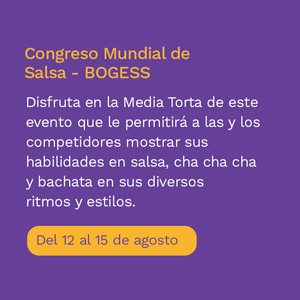 Congreso Mundial de
Salsa - BOGESS
Disfruta en la Media Torta de este
evento que le permitirá a las y los
competidores mostrar sus
habilidades en salsa, cha cha cha
y bachata en sus diversos
ritmos y estilos.
Del 12 al 15 de agosto